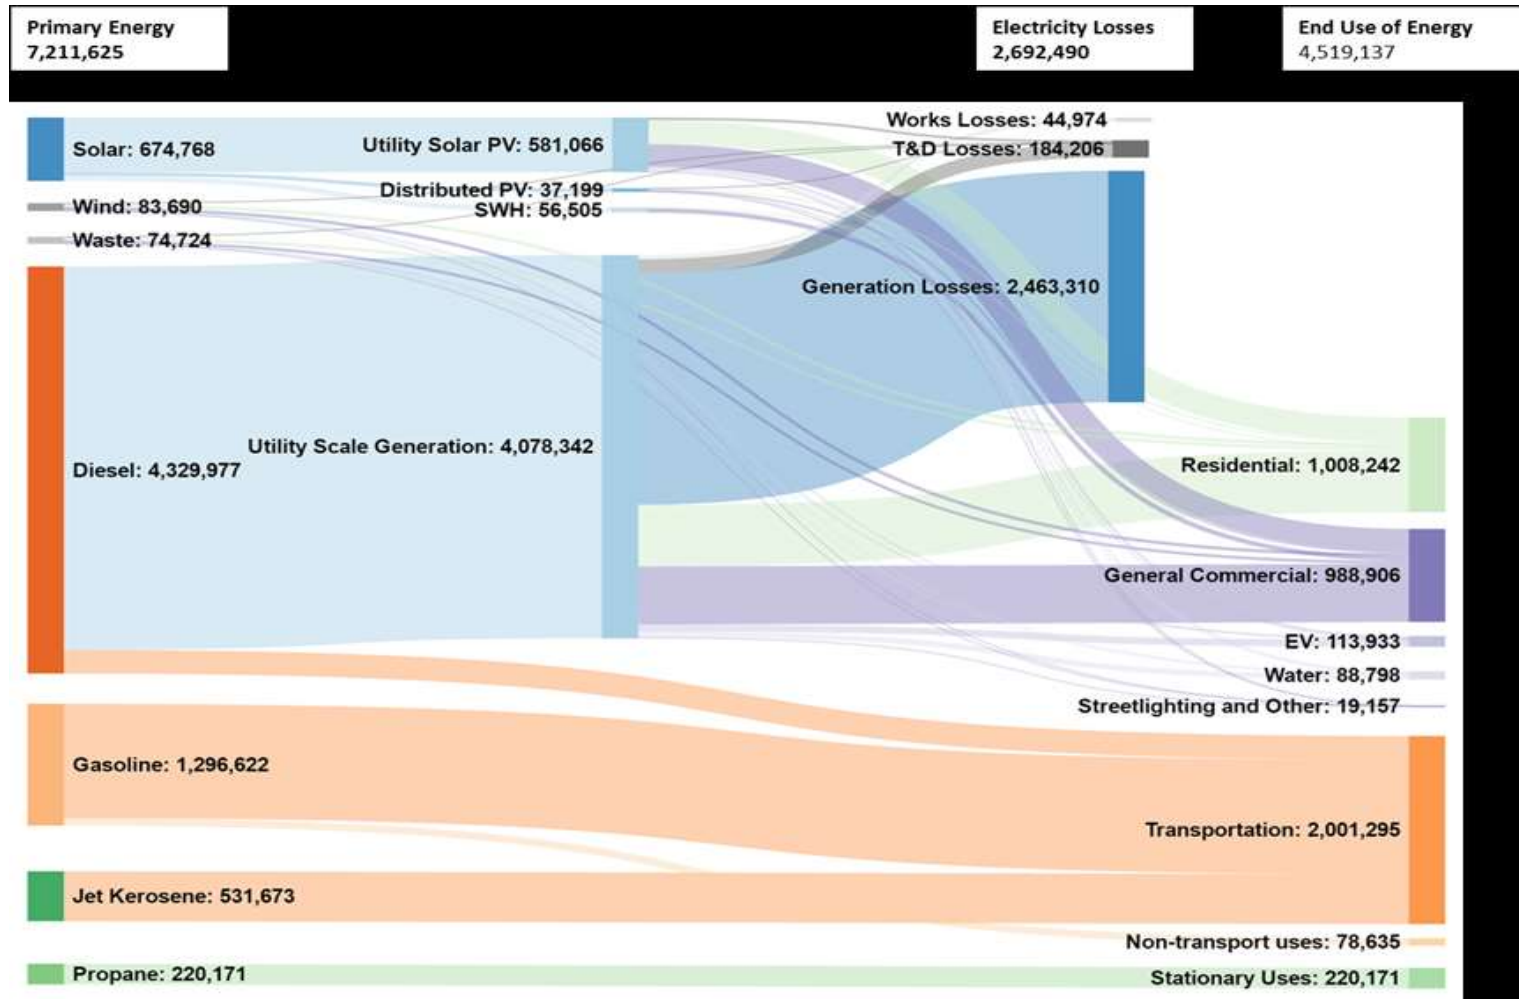 Primary Energy
7,211,625
Electricity Losses
2,692,490
End Use of Energy
4,519,137
Works Losses: 44,974
Solar: 674,768
Utility Solar PV: 581,066
T&D Losses: 184,206
Distributed PV: 37,199
Wind: 83,690
SWH: 56,505
Waste: 74,724
Generation Losses: 2,463,310
Utility Scale Generation: 4,078,342
Diesel: 4,329,977
Residential: 1,008,242
General Commercial: 988,906
EV: 113,933
Water: 88,798
Streetlighting and Other: 19,157
Gasoline: 1,296,622
Transportation: 2,001,295
Jet Kerosene: 531,673
Non-transport uses: 78,635
Propane: 220,171
Stationary Uses: 220,171